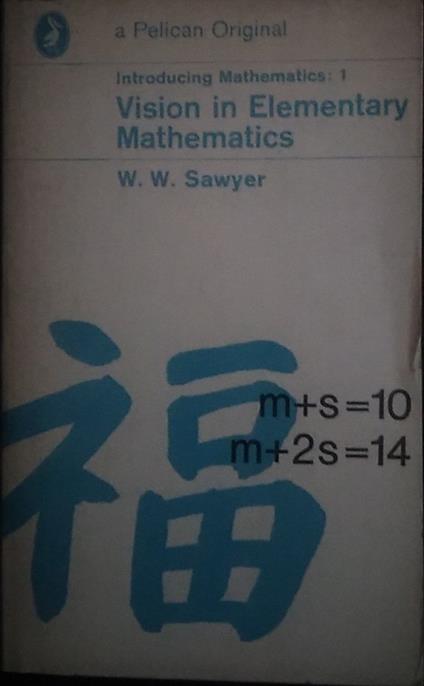 a Pelican Original
Introducing Mathematics: 1
Vision in Elementary
Mathematics
W. W. Sawyer
福
m+s=10
m+2s=14